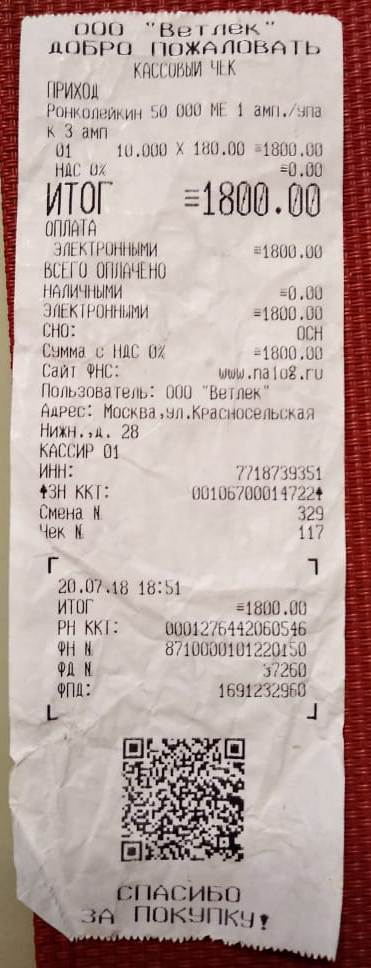 ООО "Ветлек"
ДОБРО ПОЖАЛОВАТЬ
КАССОВЫЙ ЧЕК
ПРИХОД
Ронколейкин 50 000 МЕ 1 амп./упа
к 3 амп
01 10.000 X 180.00 =1800.00
НДС 0% =0.00
ИТОГ =1800.00
ОПЛАТА
ЭЛЕКТРОННЫМИ =1800.00
ВСЕГО ОПЛАЧЕНО
НАЛИЧНЫМИ =0.00
ЭЛЕКТРОННЫМИ =1800.00
СНО: ОСН
Сумма с НДС 0% =1800.00
Сайт ФНС: www.nalog.ru
Пользователь: ООО "Ветлек"
Адрес: Москва,ул.Красносельская
Нижн.,д. 28
КАССИР 01
ИНН: 7718739351
ЗН ККТ: 00106700014722
Смена № 329
Чек № 117
20.07.18 18:51
ИТОГ =1800.00
РН ККТ: 0001276442060546
ФН № 8710000101220150
ФД № 37260
ФПД: 1691232960
СПАСИБО
ЗА ПОКУПКУ!